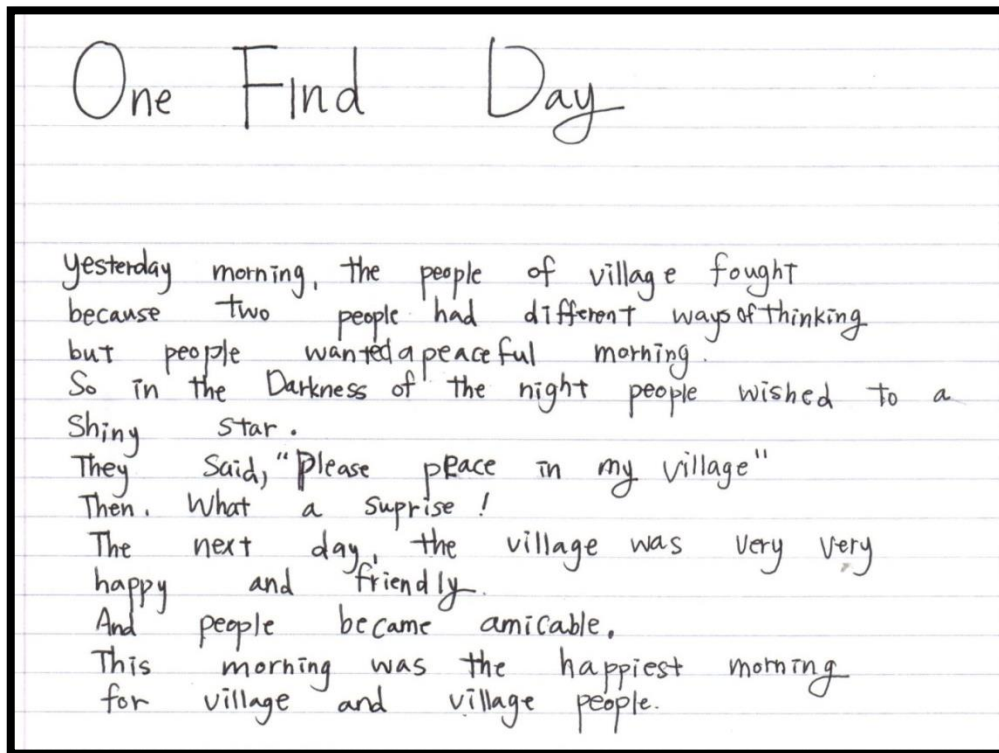 One Find Day
yesterday morning, the people of village fought
because two people had different ways of thinking
but people wanted a peaceful morning.
So in the Darkness of the night people wished to a
Shiny Star.
They Said, "Please peace in my village"
Then. What a suprise!
The next day, the village was very very
happy and friendly.
And people became amicable.
This morning was the happiest morning
for village and village people.